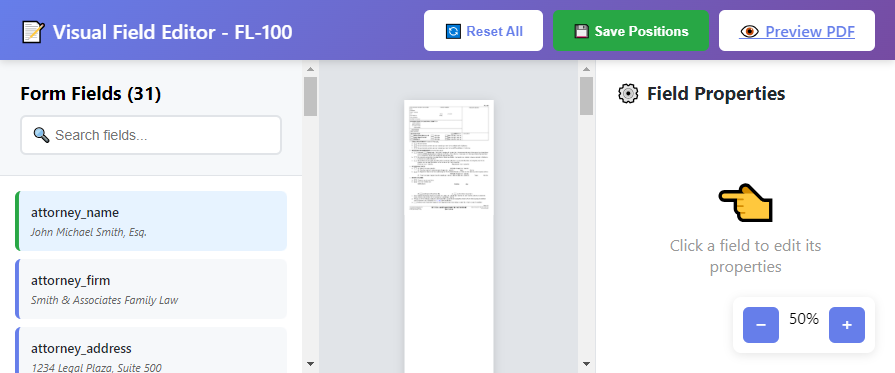 Visual Field Editor - FL-100
Reset All
Save Positions
Preview PDF
Form Fields (31)
Search fields...
attorney_name
John Michael Smith, Esq.
attorney_firm
Smith & Associates Family Law
attorney_address
1234 Legal Plaza, Suite 500
Field Properties
Click a field to edit its
properties
−
50%
+